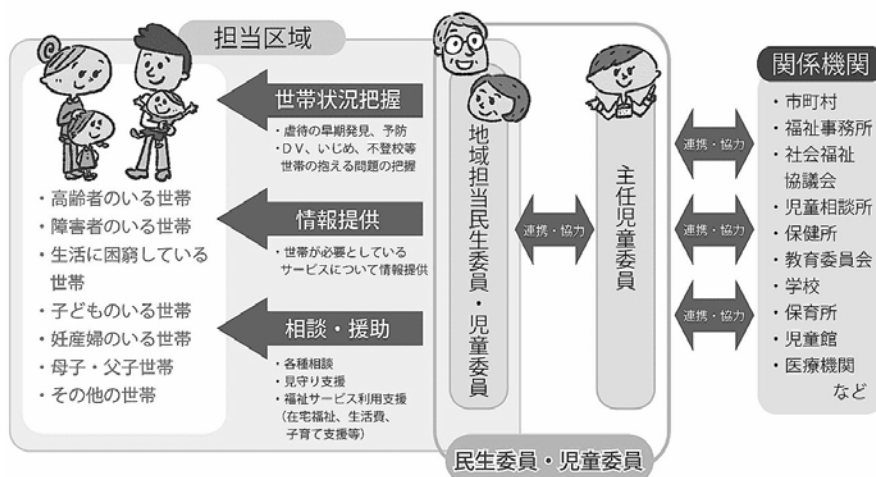 担当区域
世帯状況把握
・虐待の早期発見、予防
・DV、いじめ、不登校等
世帯の抱える問題の把握
情報提供
・世帯が必要としている
サービスについて情報提供
相談・援助
・各種相談
・見守り支援
・福祉サービス利用支援
(在宅福祉、生活費、
子育て支援等)
・高齢者のいる世帯
・障害者のいる世帯
・生活に困窮している
世帯
・子どものいる世帯
・妊産婦のいる世帯
・母子・父子世帯
・その他の世帯
地域担当民生委員・児童委員
連携・協力
主任児童委員
民生委員・児童委員
連携・協力
連携・協力
連携・協力
関係機関
・市町村
・福祉事務所
・社会福祉
協議会
・児童相談所
・保健所
・教育委員会
・学校
・保育所
・児童館
・医療機関
など